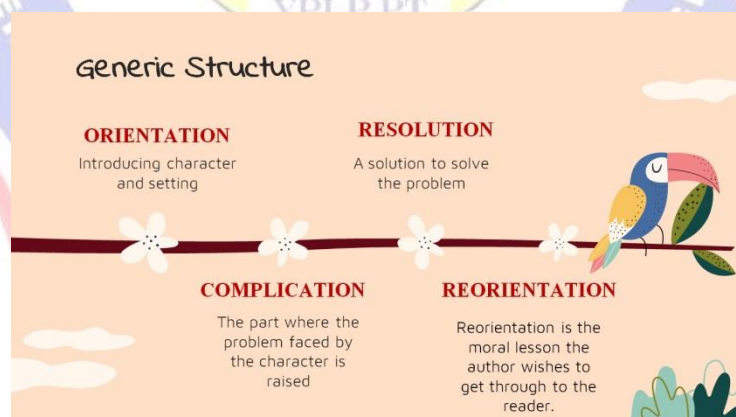 Generic Structure
ORIENTATION
Introducing character
and setting
RESOLUTION
A solution to solve
the problem
COMPLICATION
The part where the
problem faced by
the character is
raised
REORIENTATION
Reorientation is the
moral lesson the
author wishes to
get through to the
reader.